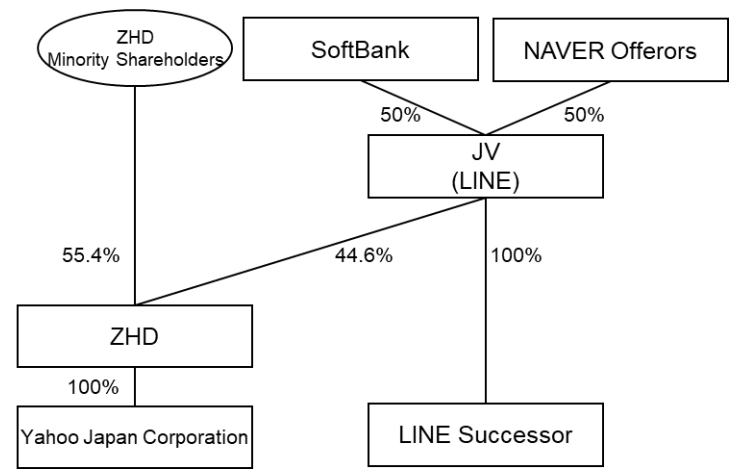 ZHD
Minority Shareholders
SoftBank
NAVER Offerors
50%
50%
JV
(LINE)
55.4%
44.6%
100%
ZHD
100%
Yahoo Japan Corporation
LINE Successor